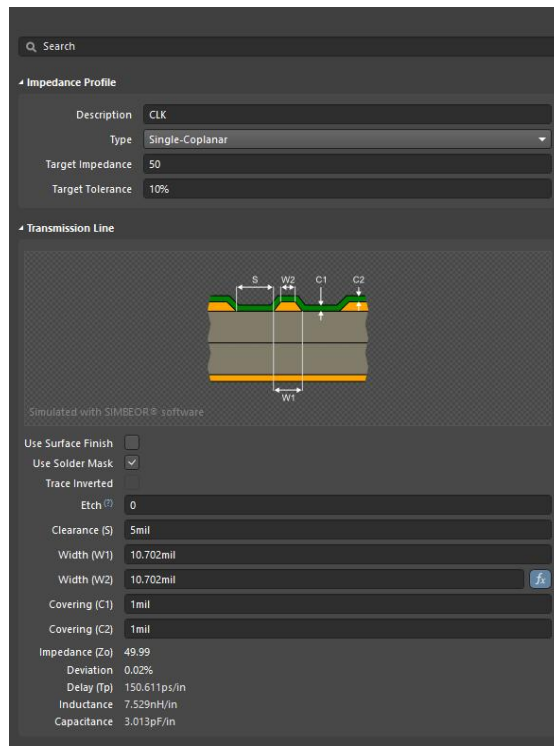 Search
Impedance Profile
Description CLK
Type Single-Coplanar
Target Impedance 50
Target Tolerance 10%
Transmission Line
S W2 C1 C2
W1
Simulated with SIMBEOR® software
Use Surface Finish
Use Solder Mask
Trace Inverted
Etch (?) 0
Clearance (S) 5mil
Width (W1) 10.702mil
Width (W2) 10.702mil fx
Covering (C1) 1mil
Covering (C2) 1mil
Impedance (Zo) 49.99
Deviation 0.02%
Delay (Tp) 150.611ps/in
Inductance 7.529nH/in
Capacitance 3.013pF/in